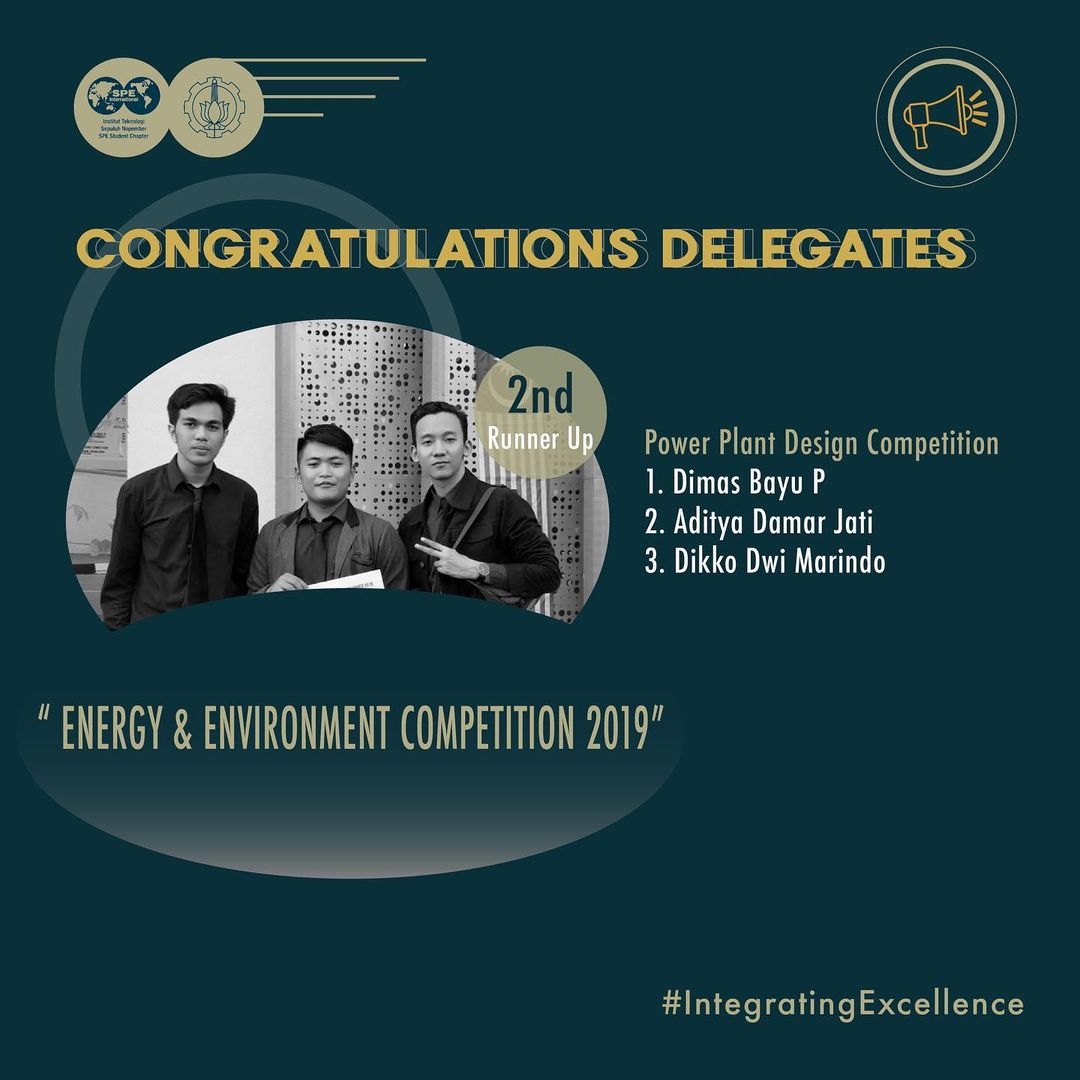 SPE
International
Institut Teknologi
Sepuluh Nopember
SPE Student Chapter
CONGRATULATIONS DELEGATES
2nd
Runner Up
Power Plant Design Competition
1. Dimas Bayu P
2. Aditya Damar Jati
3. Dikko Dwi Marindo
“ ENERGY & ENVIRONMENT COMPETITION 2019”
#IntegratingExcellence